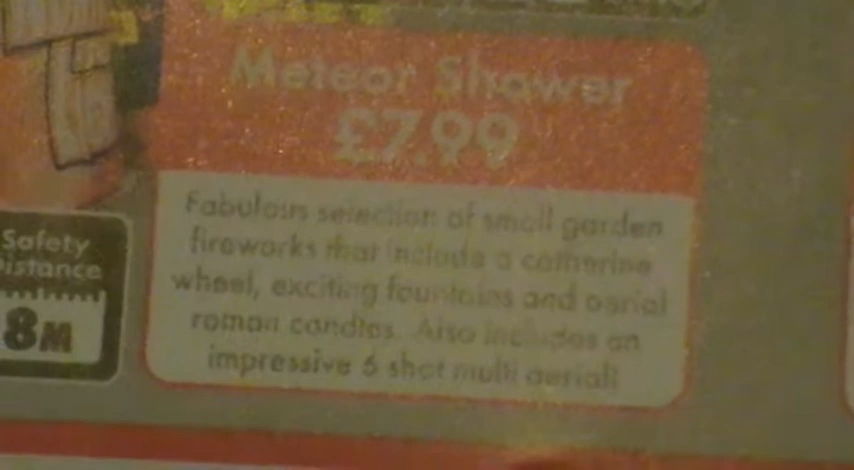 Meteor Shower
£7.99
Fabulous selection of small garden
fireworks that include a catherine
wheel, exciting fountains and aerial
roman candles. Also includes an
impressive 6 shot multi aerial!
Safety
Distance
8M